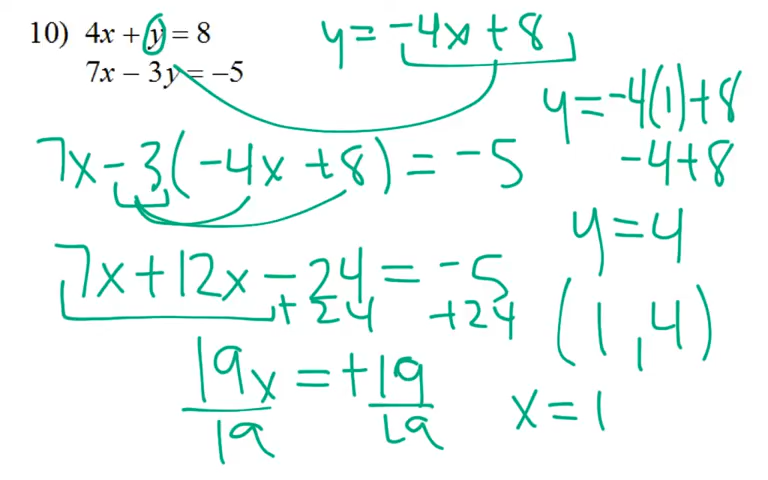 10) 4x + y = 8
7x − 3y = −5
y = -4x + 8
7x - 3(-4x + 8) = -5
7x + 12x - 24 = -5
+ 24 +24
19x = +19
19 19
x = 1
y = -4(1) + 8
-4 + 8
y = 4
(1, 4)